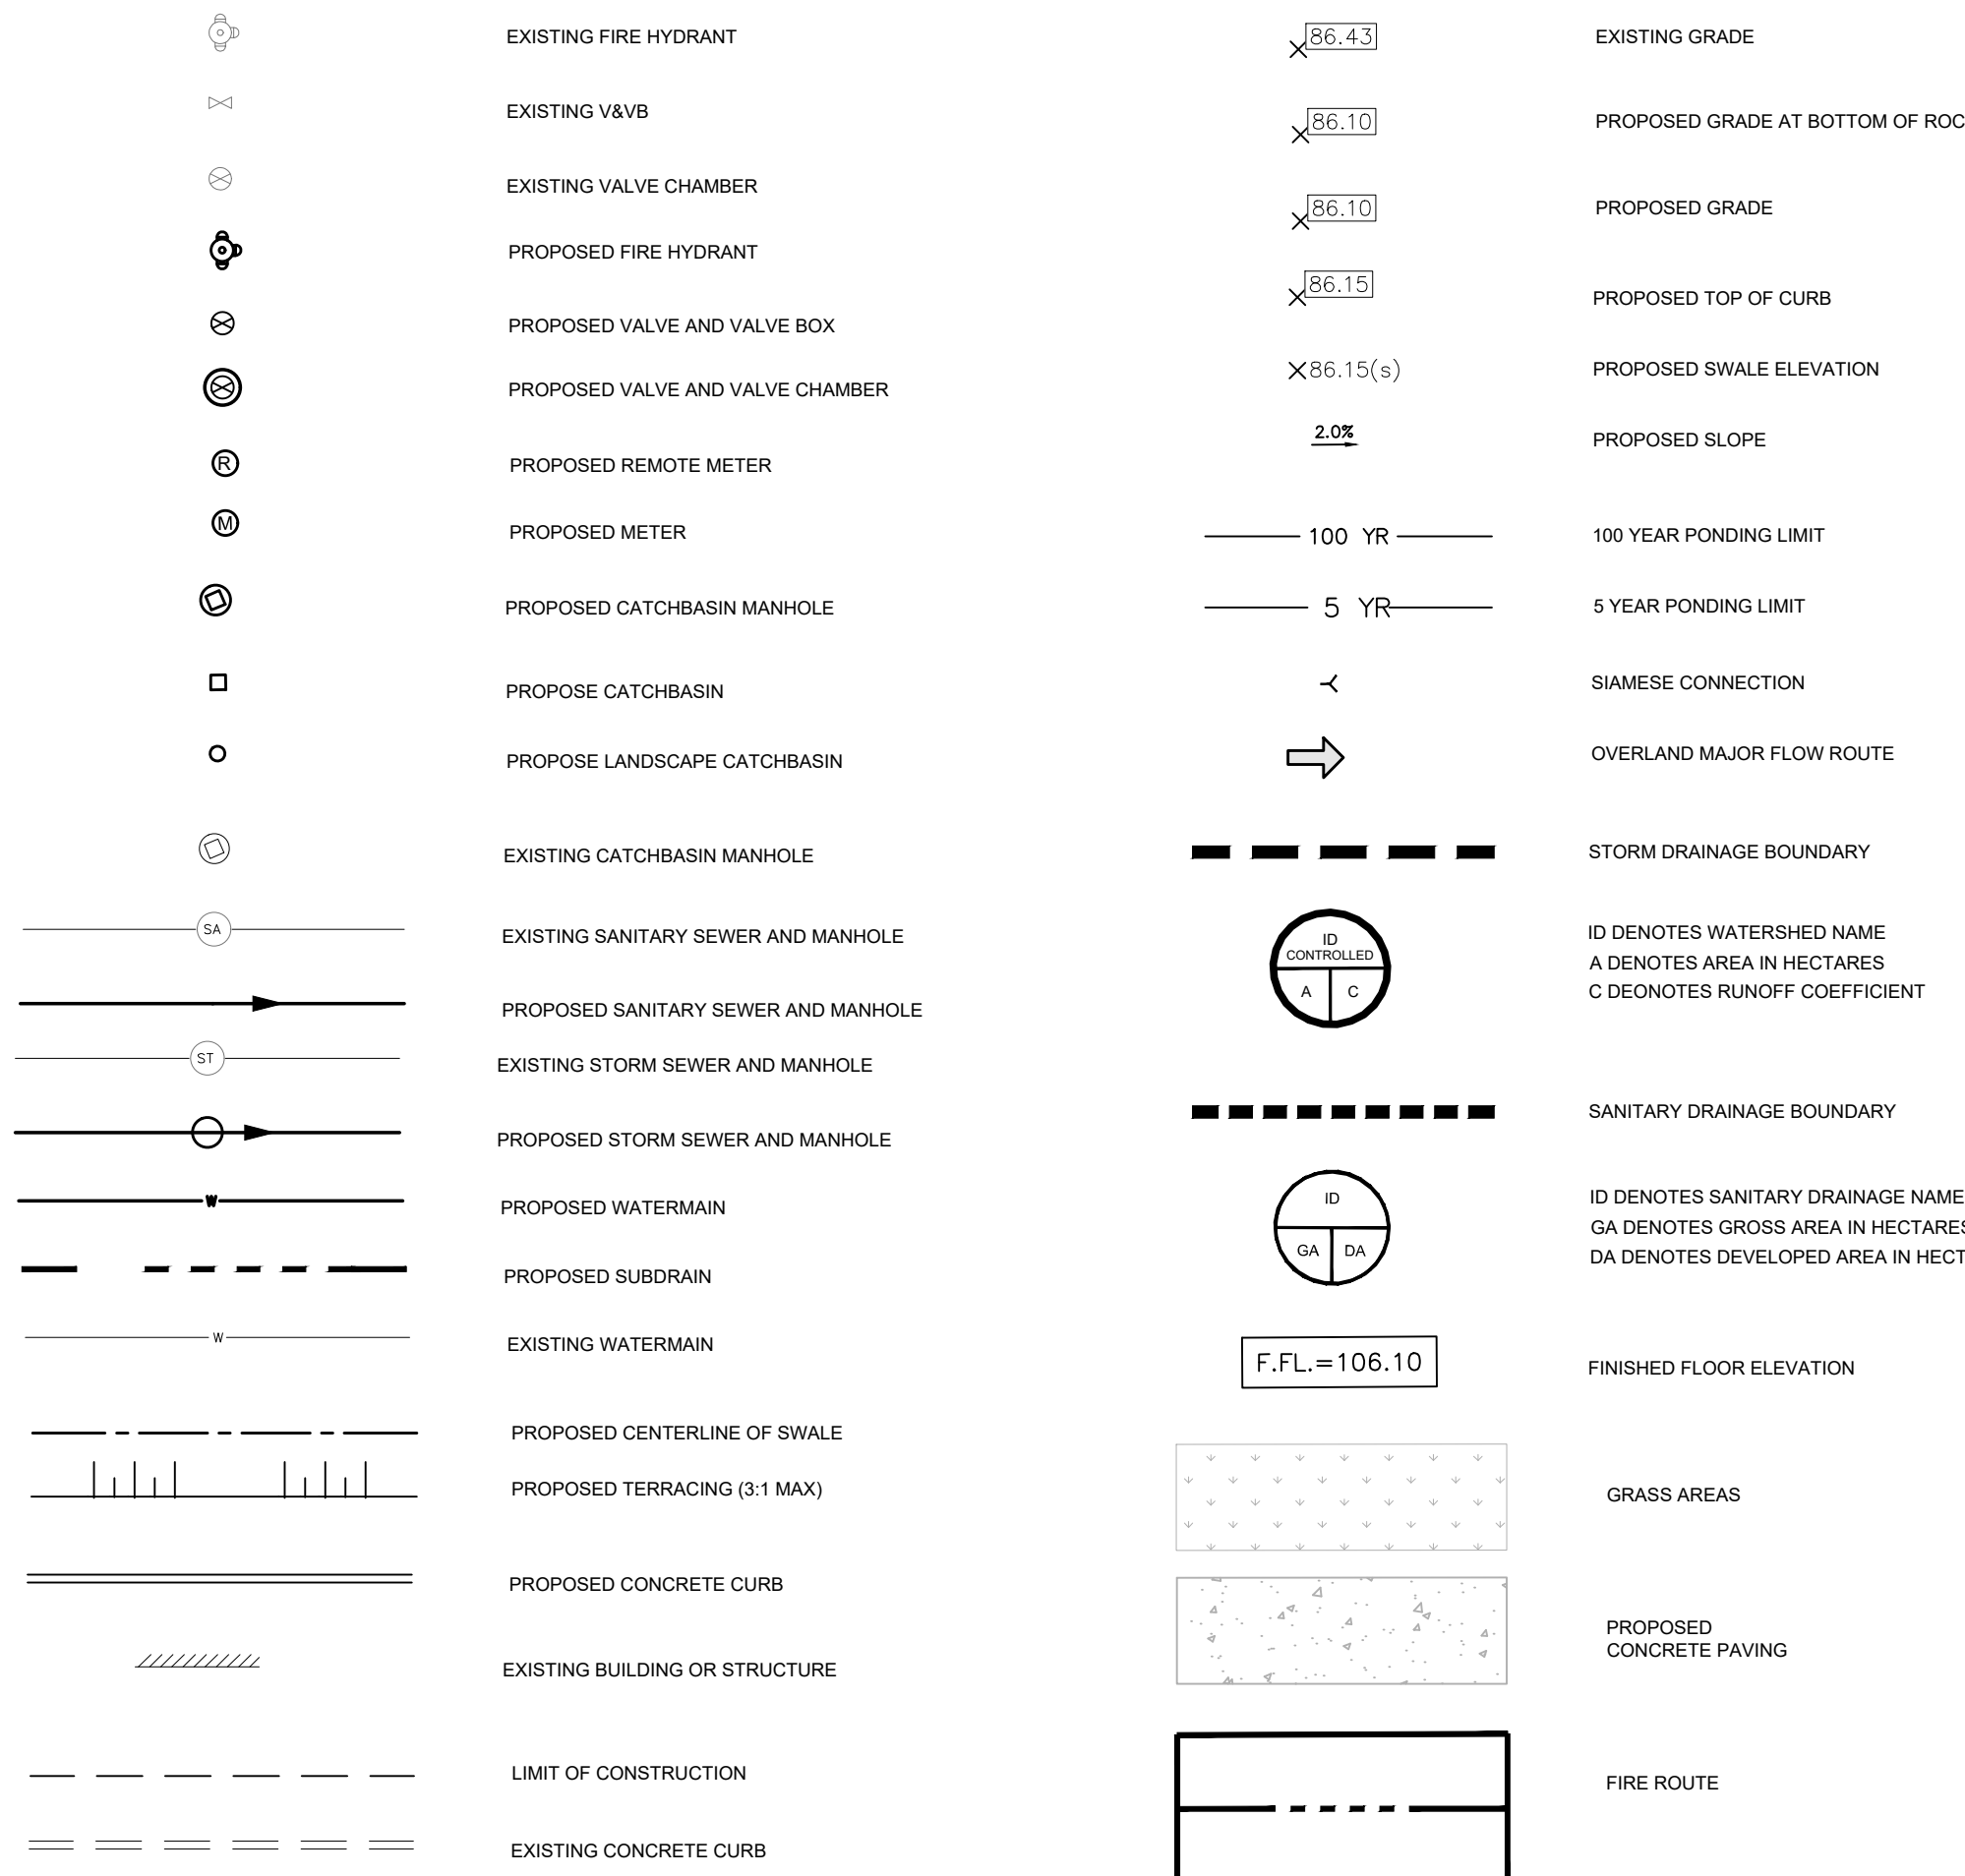 EXISTING FIRE HYDRANT
EXISTING V&VB
EXISTING VALVE CHAMBER
PROPOSED FIRE HYDRANT
PROPOSED VALVE AND VALVE BOX
PROPOSED VALVE AND VALVE CHAMBER
R PROPOSED REMOTE METER
M PROPOSED METER
PROPOSED CATCHBASIN MANHOLE
PROPOSE CATCHBASIN
PROPOSE LANDSCAPE CATCHBASIN
EXISTING CATCHBASIN MANHOLE
SA EXISTING SANITARY SEWER AND MANHOLE
PROPOSED SANITARY SEWER AND MANHOLE
ST EXISTING STORM SEWER AND MANHOLE
PROPOSED STORM SEWER AND MANHOLE
W PROPOSED WATERMAIN
PROPOSED SUBDRAIN
W EXISTING WATERMAIN
PROPOSED CENTERLINE OF SWALE
PROPOSED TERRACING (3:1 MAX)
PROPOSED CONCRETE CURB
EXISTING BUILDING OR STRUCTURE
LIMIT OF CONSTRUCTION
EXISTING CONCRETE CURB
86.43 EXISTING GRADE
86.10 PROPOSED GRADE AT BOTTOM OF ROC
86.10 PROPOSED GRADE
86.15 PROPOSED TOP OF CURB
86.15(s) PROPOSED SWALE ELEVATION
2.0% PROPOSED SLOPE
100 YR 100 YEAR PONDING LIMIT
5 YR 5 YEAR PONDING LIMIT
SIAMESE CONNECTION
OVERLAND MAJOR FLOW ROUTE
STORM DRAINAGE BOUNDARY
ID
CONTROLLED
A C
ID DENOTES WATERSHED NAME
A DENOTES AREA IN HECTARES
C DEONOTES RUNOFF COEFFICIENT
SANITARY DRAINAGE BOUNDARY
ID
GA DA
ID DENOTES SANITARY DRAINAGE NAME
GA DENOTES GROSS AREA IN HECTARES
DA DENOTES DEVELOPED AREA IN HECT
F.FL.=106.10 FINISHED FLOOR ELEVATION
GRASS AREAS
PROPOSED
CONCRETE PAVING
FIRE ROUTE